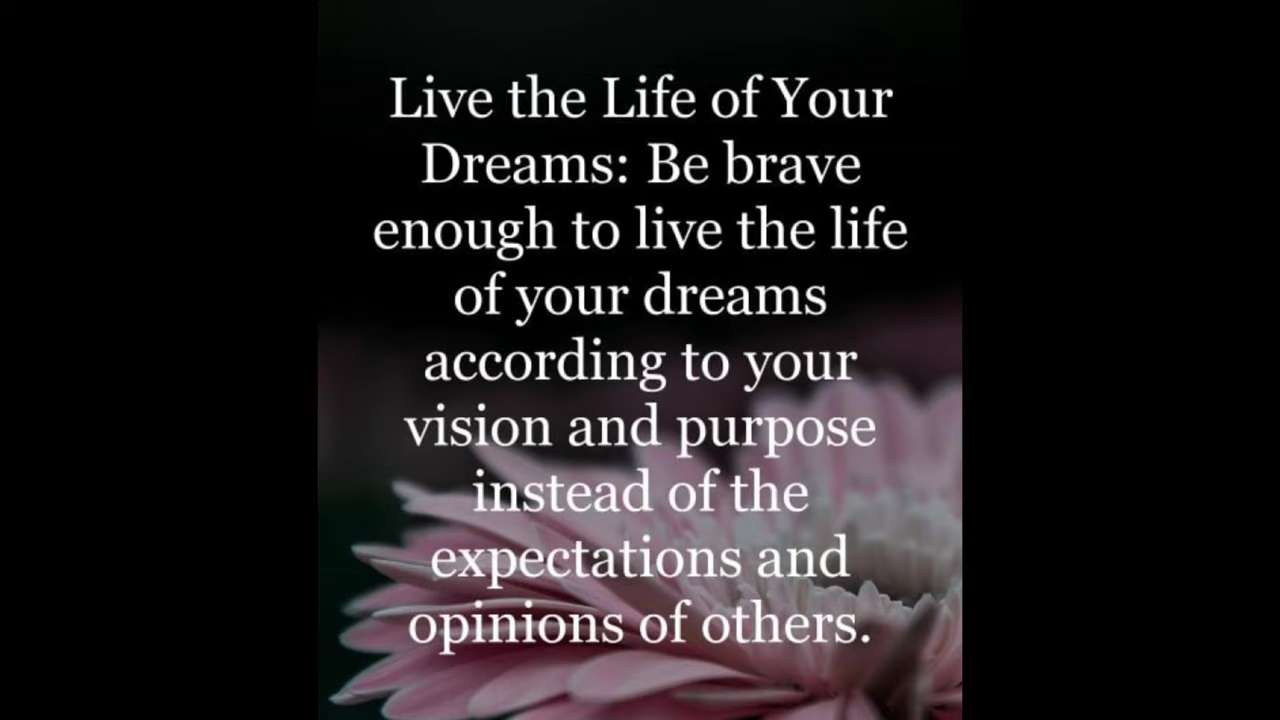 Live the Life of Your
Dreams: Be brave
enough to live the life
of your dreams
according to your
vision and purpose
instead of the
expectations and
opinions of others.